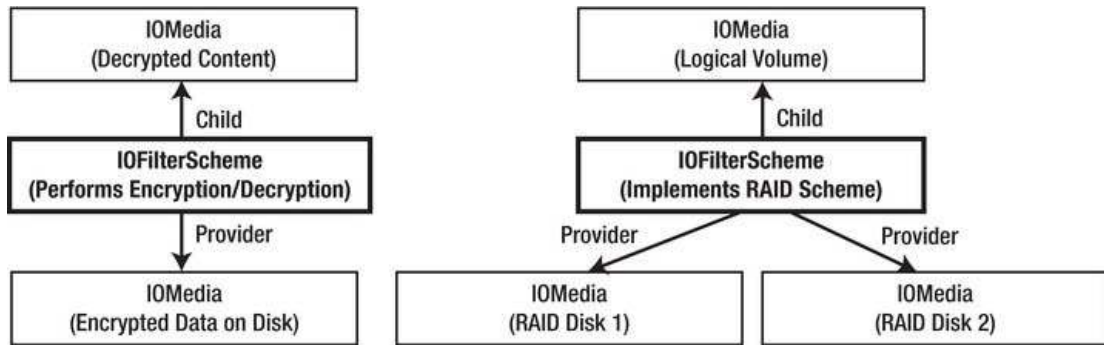 IOMedia
(Decrypted Content)
Child
IOFilterScheme
(Performs Encryption/Decryption)
Provider
IOMedia
(Encrypted Data on Disk)
IOMedia
(Logical Volume)
Child
IOFilterScheme
(Implements RAID Scheme)
Provider
Provider
IOMedia
(RAID Disk 1)
IOMedia
(RAID Disk 2)